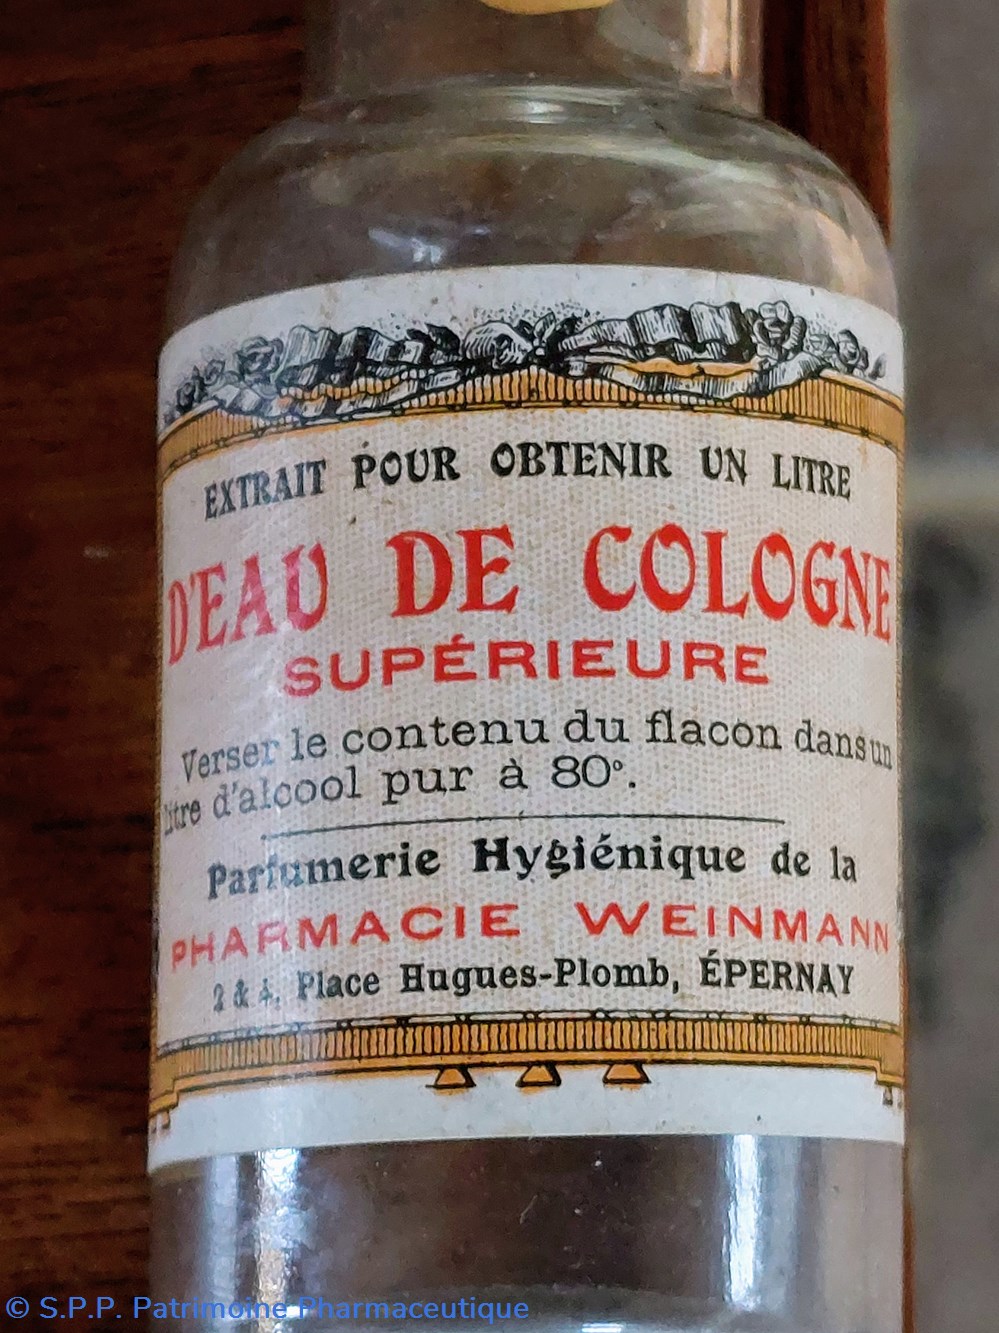 EXTRAIT POUR OBTENIR UN LITRE
D'EAU DE COLOGNE
SUPÉRIEURE
Verser le contenu du flacon dans un
litre d'alcool pur à 80°.
Parfumerie Hygiénique de la
PHARMACIE WEINMANN
2 & 4, Place Hugues-Plomb, ÉPERNAY
© S.P.P. Patrimoine Pharmaceutique